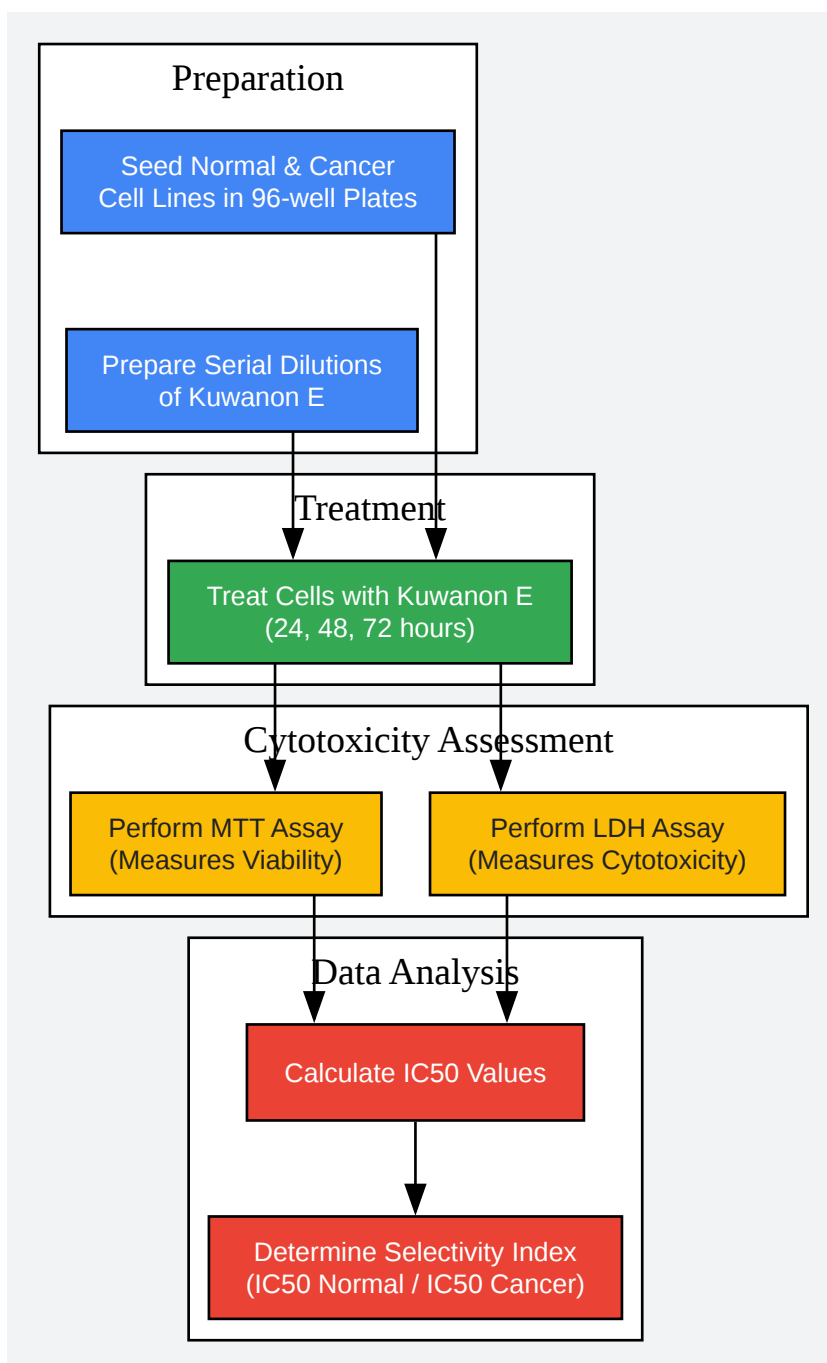 Preparation
Seed Normal & Cancer
Cell Lines in 96-well Plates
Prepare Serial Dilutions
of Kuwanon E
Treatment
Treat Cells with Kuwanon E
(24, 48, 72 hours)
Cytotoxicity Assessment
Perform MTT Assay
(Measures Viability)
Perform LDH Assay
(Measures Cytotoxicity)
Data Analysis
Calculate IC50 Values
Determine Selectivity Index
(IC50 Normal / IC50 Cancer)